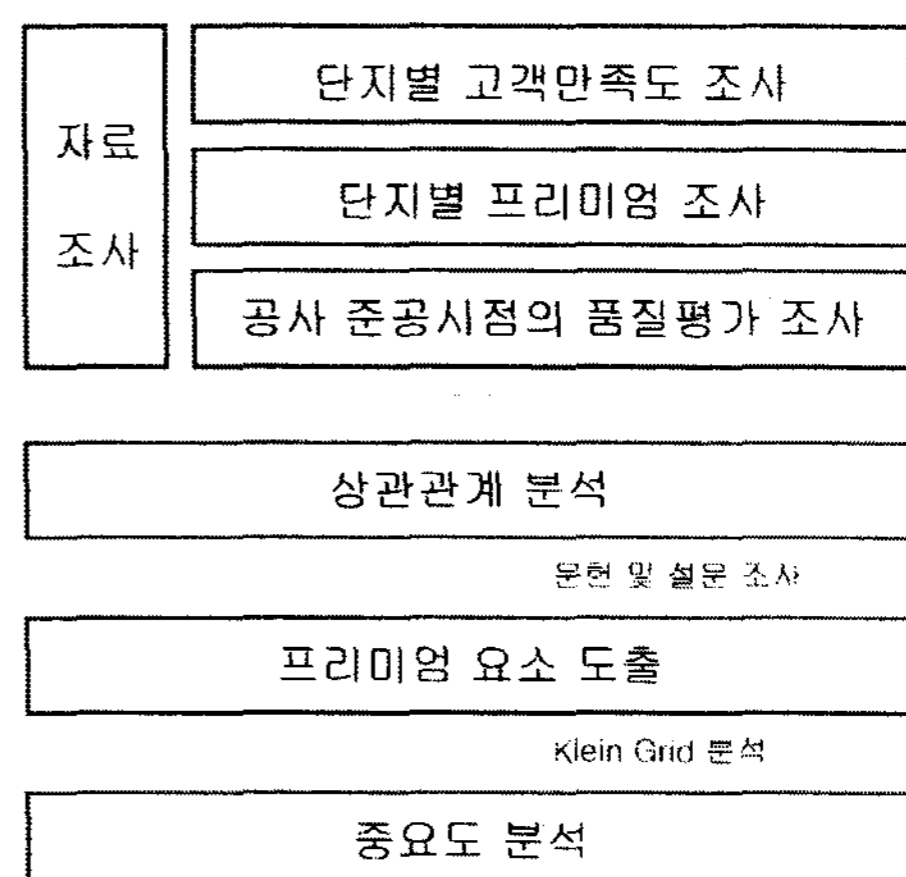 자료
조사
단지별 고객만족도 조사
단지별 프리미엄 조사
공사 준공시점의 품질평가 조사
상관관계 분석
문헌 및 설문 조사
프리미엄 요소 도출
Klein Grid 분석
중요도 분석